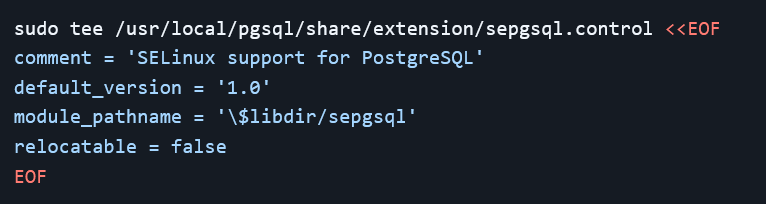 sudo tee /usr/local/pgsql/share/extension/sepgsql.control <<EOF
comment = 'SELinux support for PostgreSQL'
default_version = '1.0'
module_pathname = '\$libdir/sepgsql'
relocatable = false
EOF